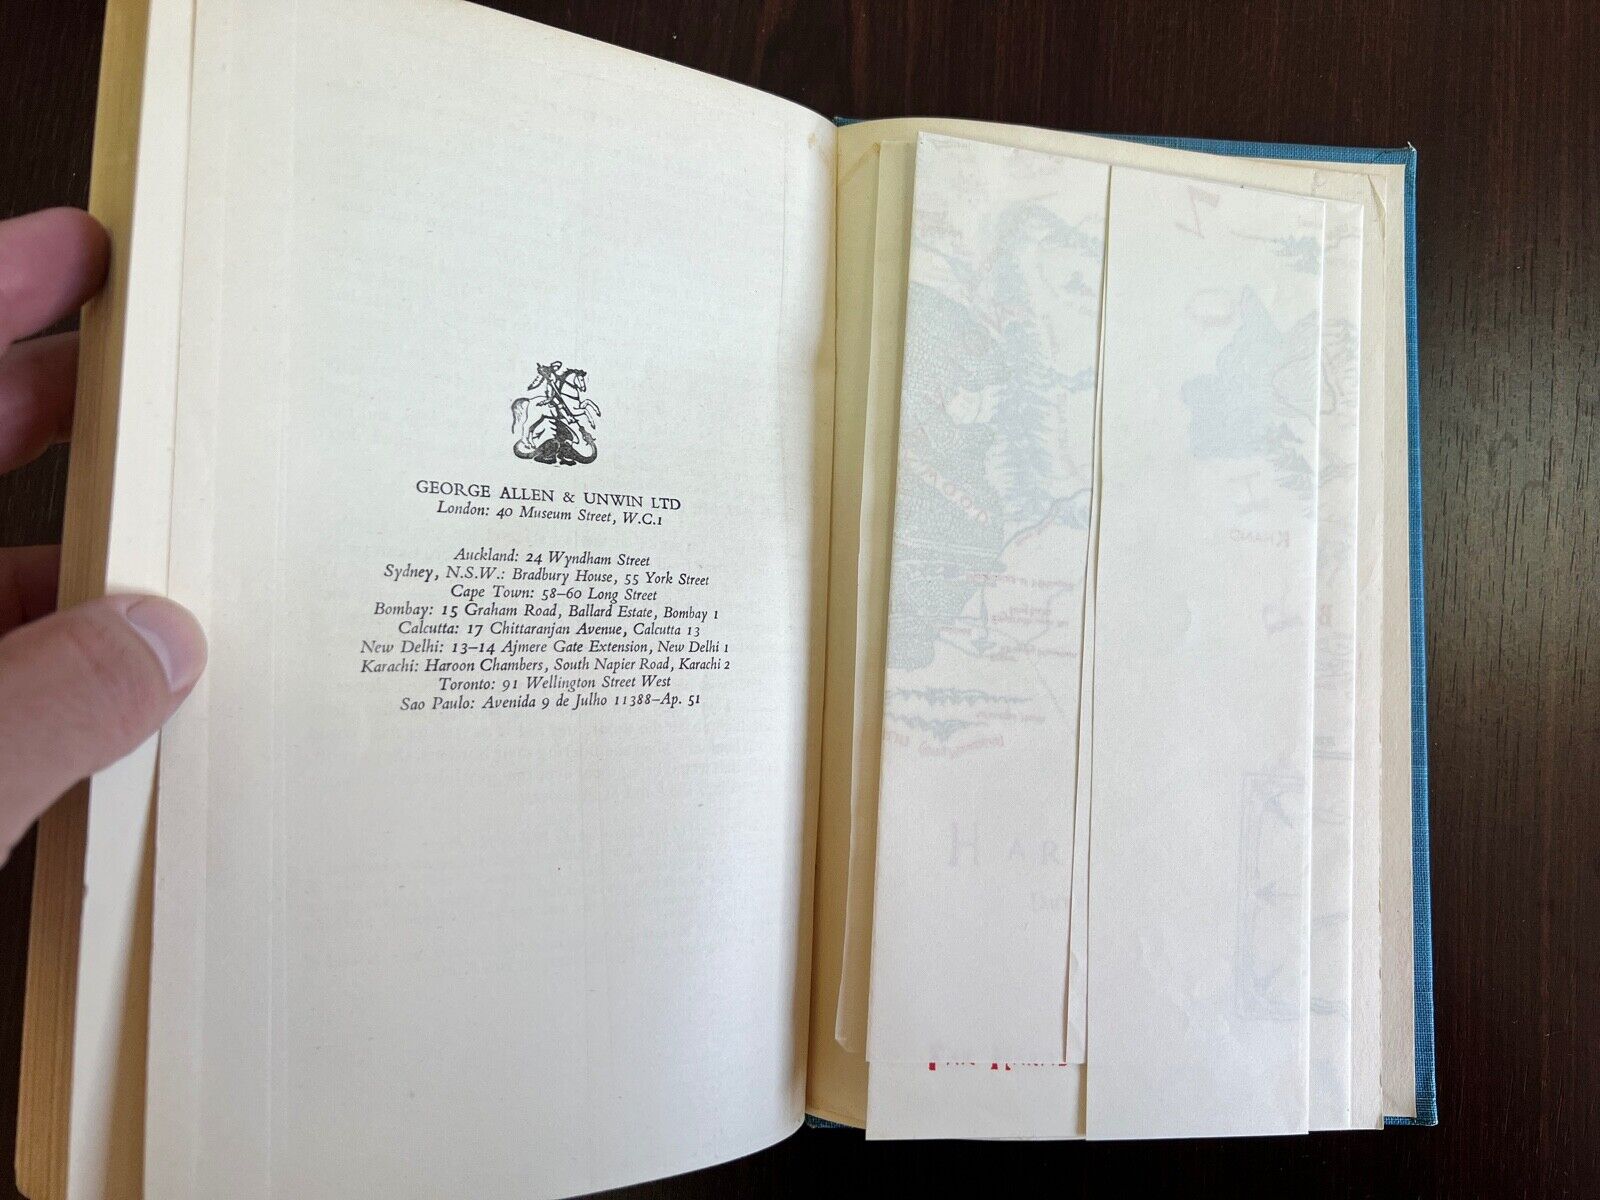 GEORGE ALLEN & UNWIN LTD
London: 40 Museum Street, W.C.1
Auckland: 24 Wyndham Street
Sydney, N.S.W.: Bradbury House, 55 York Street
Cape Town: 58–60 Long Street
Bombay: 15 Graham Road, Ballard Estate, Bombay 1
Calcutta: 17 Chittaranjan Avenue, Calcutta 13
New Delhi: 13–14 Ajmere Gate Extension, New Delhi 1
Karachi: Haroon Chambers, South Napier Road, Karachi 2
Toronto: 91 Wellington Street West
Sao Paulo: Avenida 9 de Julho 11388–Ap. 51
KHAND
HAR